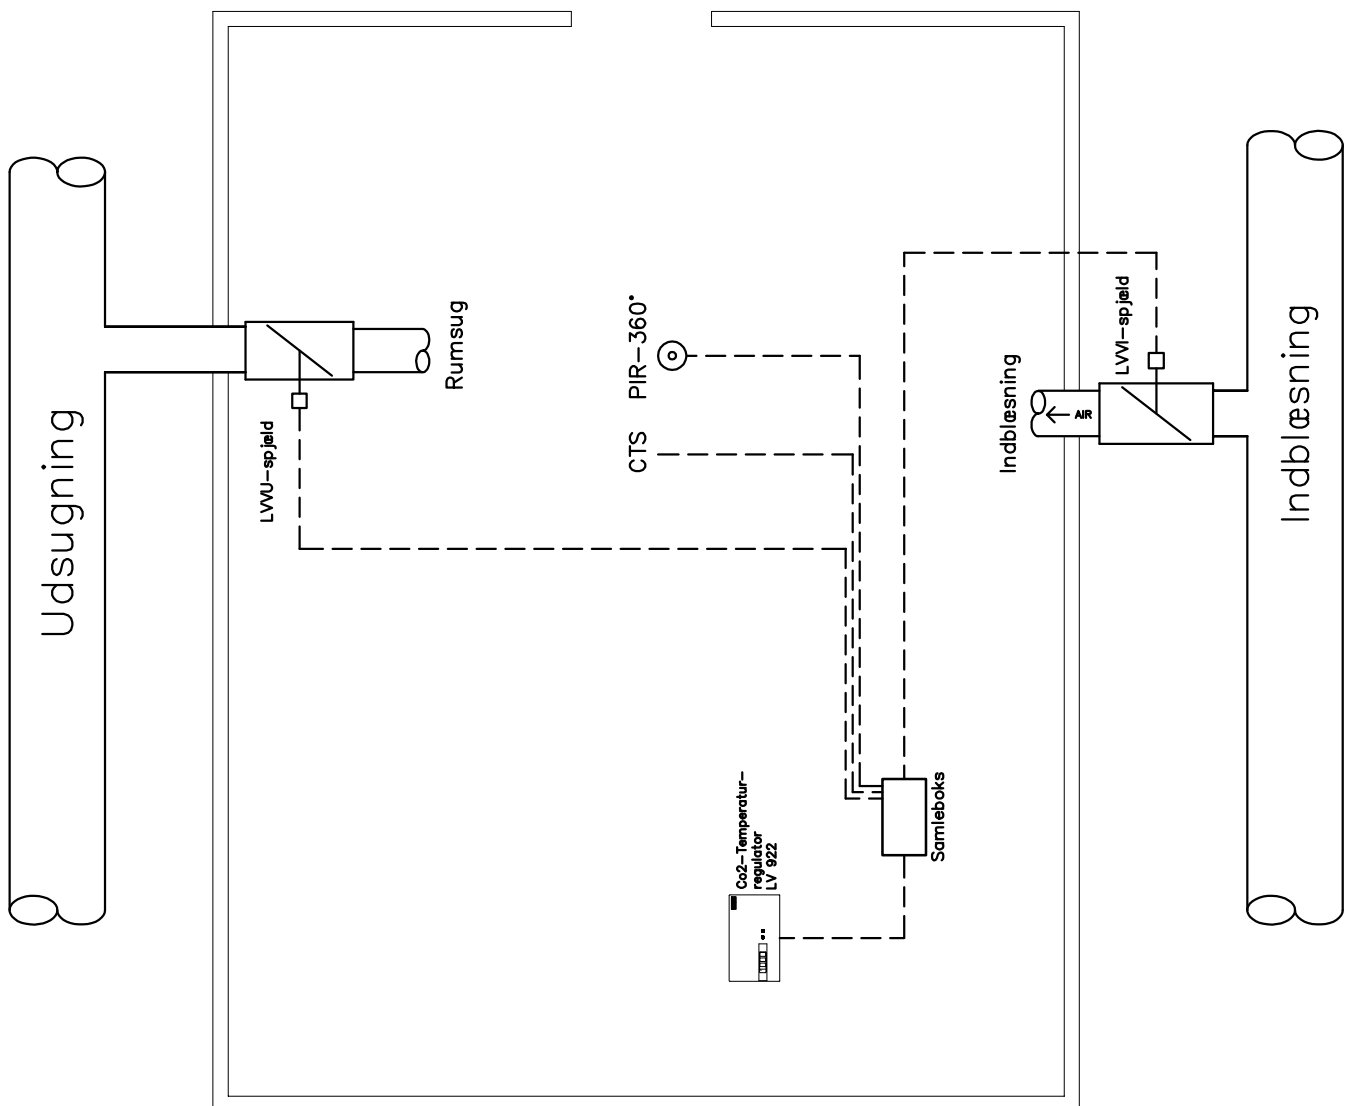 Udsugning
LVVU-spjæld
Rumsug
PIR-360°
CTS
Co2-Temperatur-
regulator
LV 922
Samleboks
Indblæsning
AIR
LVVI-spjæld
Indblæsning